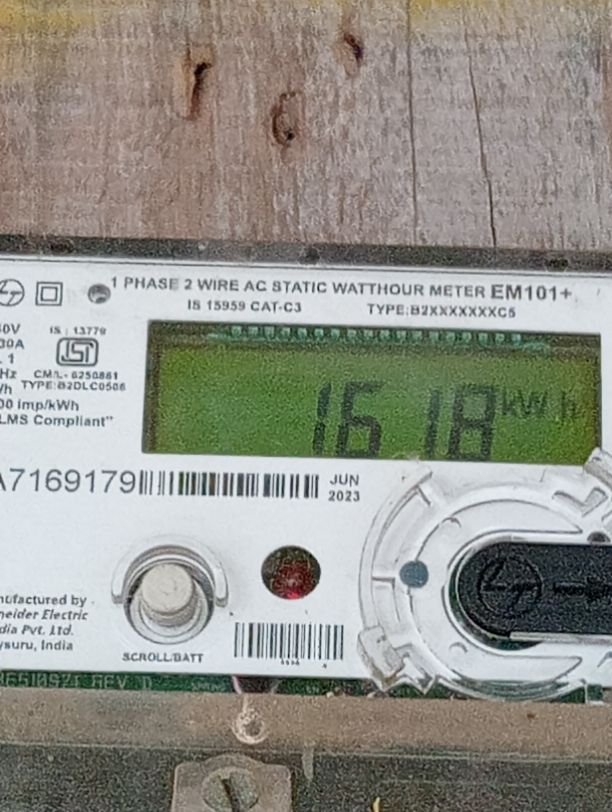 1 PHASE 2 WIRE AC STATIC WATTHOUR METER EM101+
IS 15959 CAT-C3 TYPE:B2XXXXXXXC5
IS : 13779
CM/L - 6250861
TYPE:B2DLC0506
00 imp/kWh
LMS Compliant"
1618 kWh
A7169179
JUN
2023
SCROLL/BATT
nufactured by
neider Electric
dia Pvt. Ltd.
ysuru, India
REV D